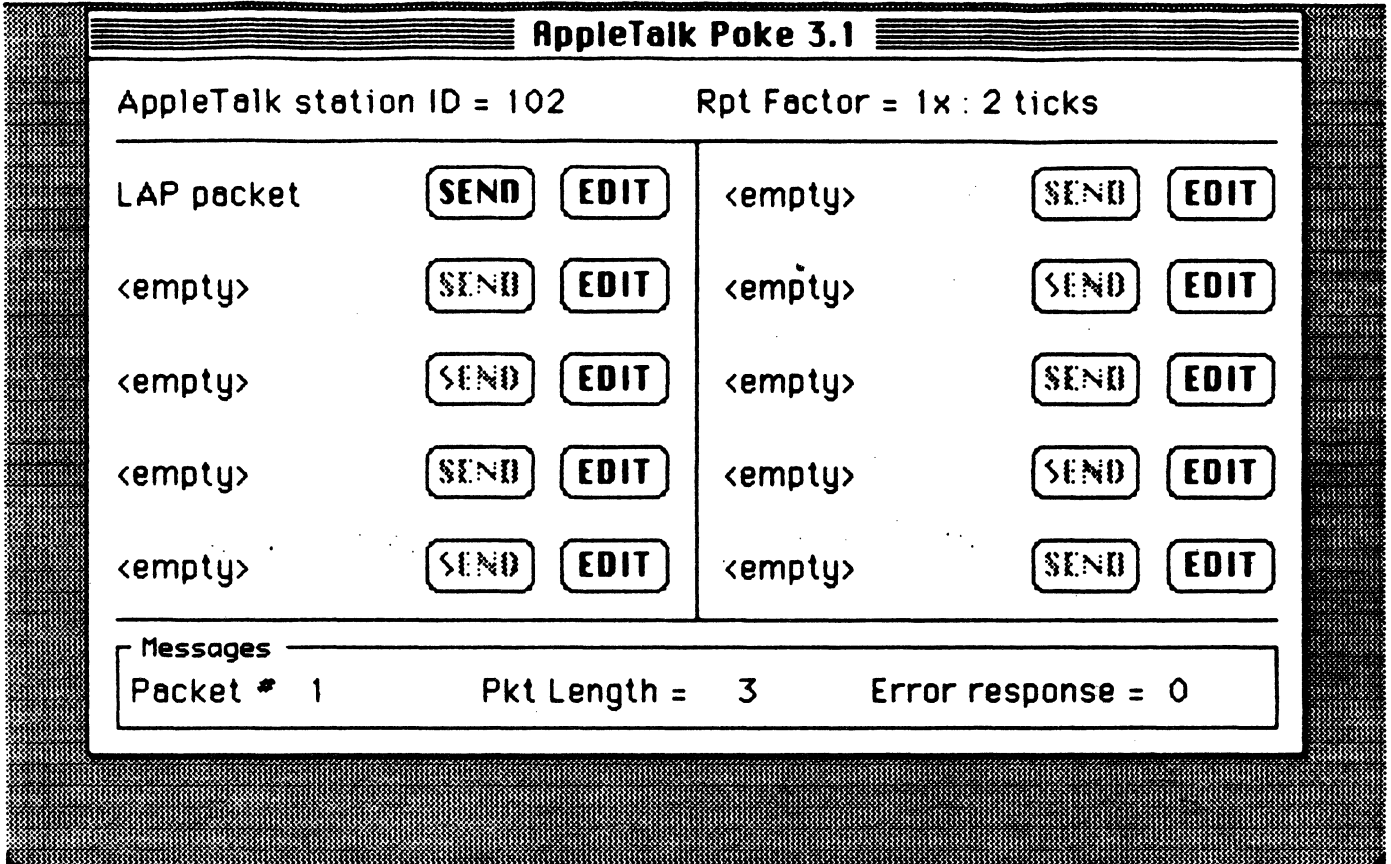 AppleTalk Poke 3.1
AppleTalk station ID = 102 Rpt Factor = 1x : 2 ticks
LAP packet SEND EDIT <empty> SEND EDIT
<empty> SEND EDIT <empty> SEND EDIT
<empty> SEND EDIT <empty> SEND EDIT
<empty> SEND EDIT <empty> SEND EDIT
<empty> SEND EDIT <empty> SEND EDIT
Messages
Packet # 1 Pkt Length = 3 Error response = 0